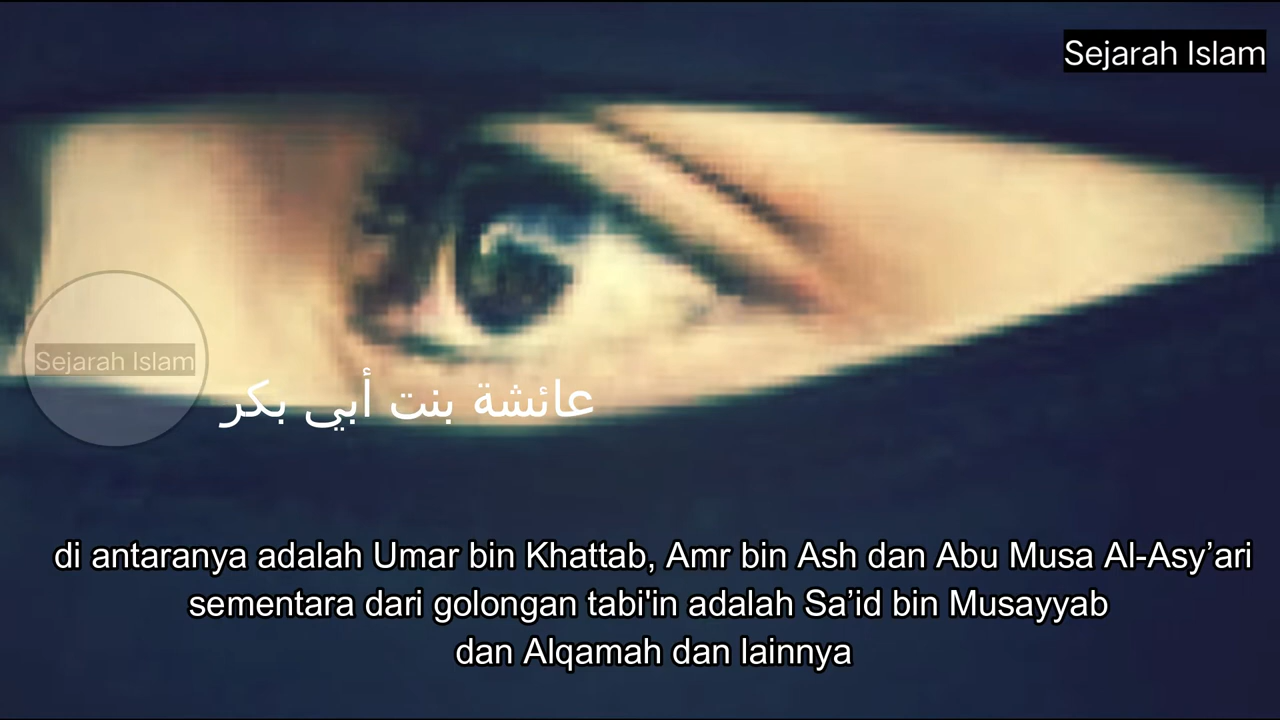 Sejarah Islam
Sejarah Islam
عائشة بنت أبي بكر
di antaranya adalah Umar bin Khattab, Amr bin Ash dan Abu Musa Al-Asy’ari
sementara dari golongan tabi'in adalah Sa’id bin Musayyab
dan Alqamah dan lainnya